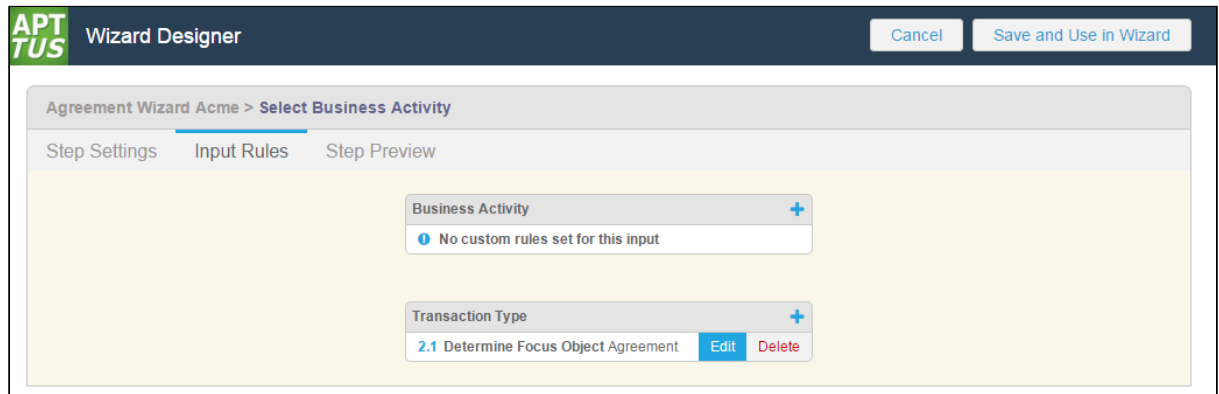 APT
TUS
Wizard Designer
Cancel
Save and Use in Wizard
Agreement Wizard Acme > Select Business Activity
Step Settings
Input Rules
Step Preview
Business Activity
No custom rules set for this input
Transaction Type
2.1 Determine Focus Object Agreement
Edit
Delete